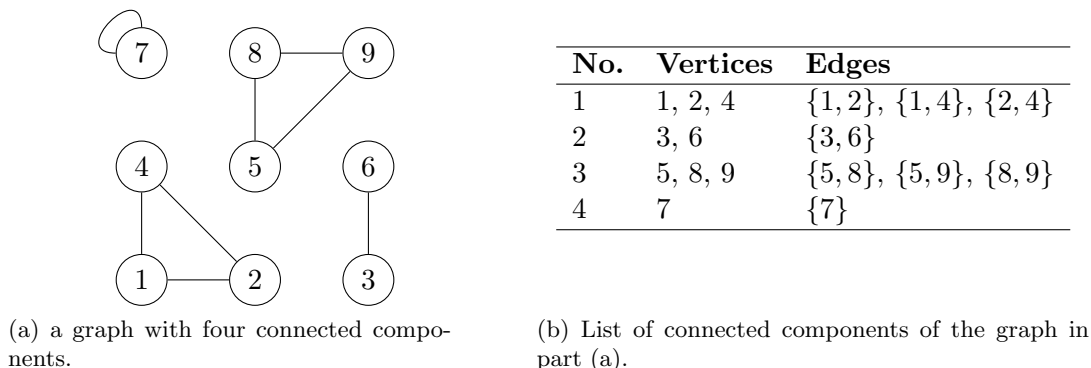 7
8
9
4
5
6
1
2
3
(a) a graph with four connected compo-
nents.
No. Vertices Edges
1 1, 2, 4 {1, 2}, {1, 4}, {2, 4}
2 3, 6 {3, 6}
3 5, 8, 9 {5, 8}, {5, 9}, {8, 9}
4 7 {7}
(b) List of connected components of the graph in
part (a).